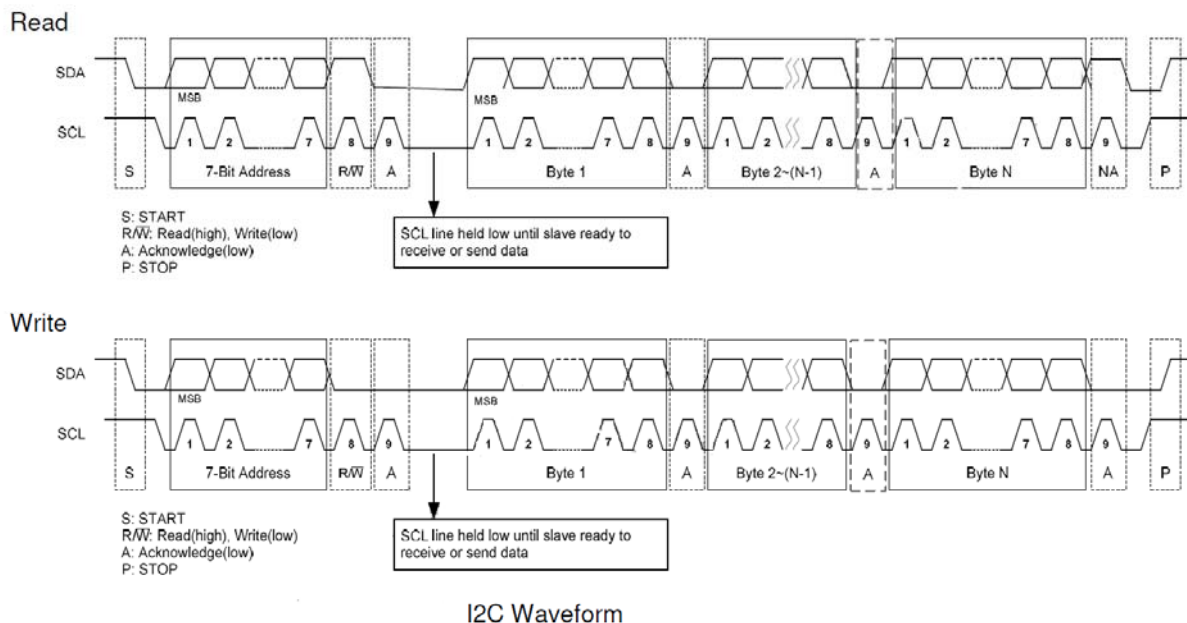 Read
SDA
MSB
MSB
SCL
1 2 7 8 9 1 2 7 8 9 1 2 8 9 1 2 7 8 9
S 7-Bit Address R/W̅ A Byte 1 A Byte 2~(N-1) A Byte N NA P
S: START
R/W̅: Read(high), Write(low)
A: Acknowledge(low)
P: STOP
SCL line held low until slave ready to
receive or send data
Write
SDA
MSB
MSB
SCL
1 2 7 8 9 1 2 7 8 9 1 2 8 9 1 2 7 8 9
S 7-Bit Address R/W̅ A Byte 1 A Byte 2~(N-1) A Byte N A P
S: START
R/W̅: Read(high), Write(low)
A: Acknowledge(low)
P: STOP
SCL line held low until slave ready to
receive or send data
I2C Waveform